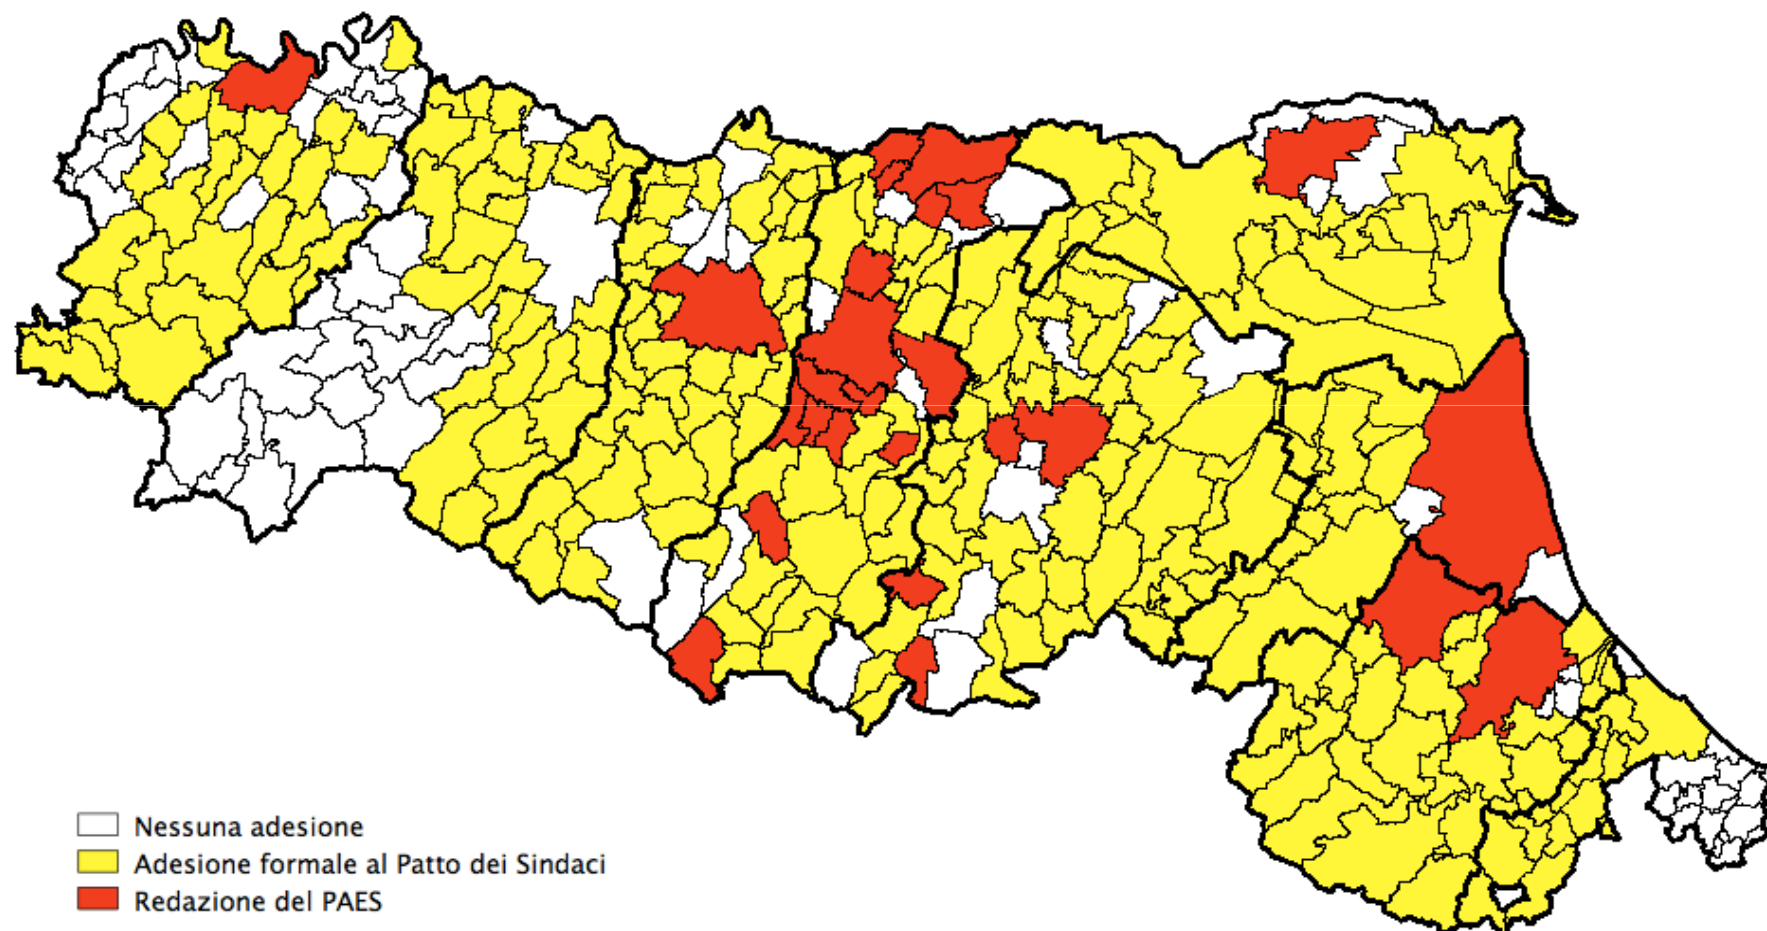 Nessuna adesione
Adesione formale al Patto dei Sindaci
Redazione del PAES